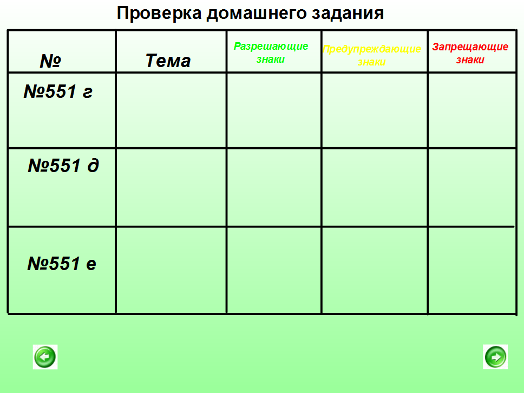 Проверка домашнего задания
№ Тема Разрешающие знаки Предупреждающие знаки Запрещающие знаки
№551 г
№551 д
№551 е